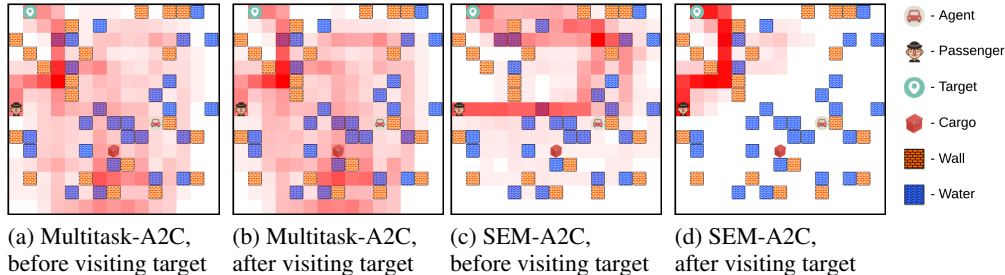 - Agent
- Passenger
- Target
- Cargo
- Wall
- Water
(a) Multitask-A2C,
before visiting target
(b) Multitask-A2C,
after visiting target
(c) SEM-A2C,
before visiting target
(d) SEM-A2C,
after visiting target